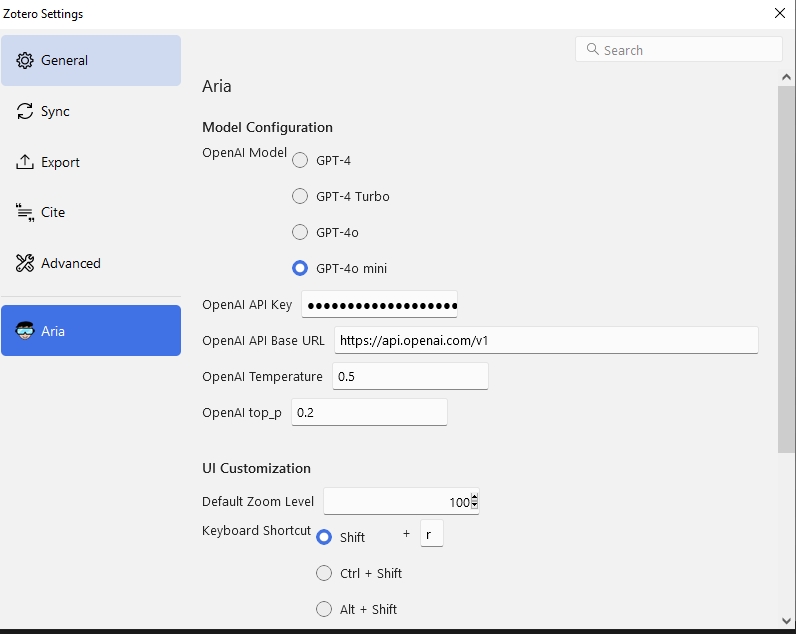 Zotero Settings
General
Sync
Export
Cite
Advanced
Aria
Search
Aria
Model Configuration
OpenAI Model
GPT-4
GPT-4 Turbo
GPT-4o
GPT-4o mini
OpenAI API Key ●●●●●●●●●●●●●●●●●●●
OpenAI API Base URL https://api.openai.com/v1
OpenAI Temperature 0.5
OpenAI top_p 0.2
UI Customization
Default Zoom Level 100
Keyboard Shortcut Shift + r
Ctrl + Shift
Alt + Shift